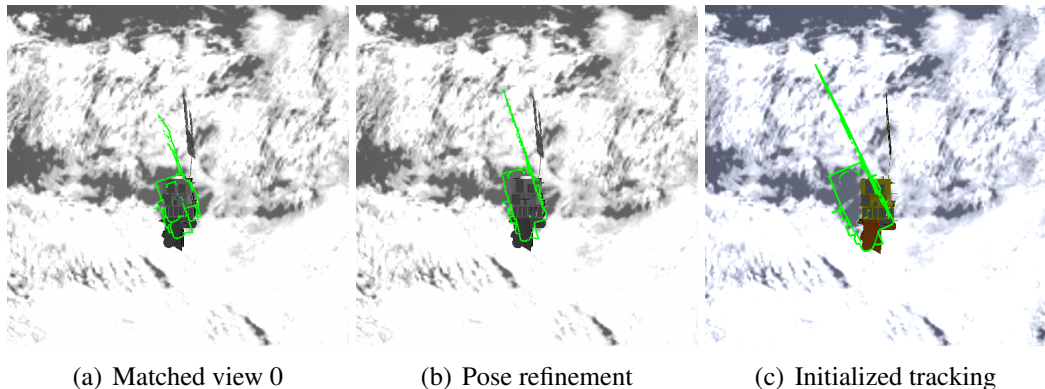 (a) Matched view 0
(b) Pose refinement
(c) Initialized tracking